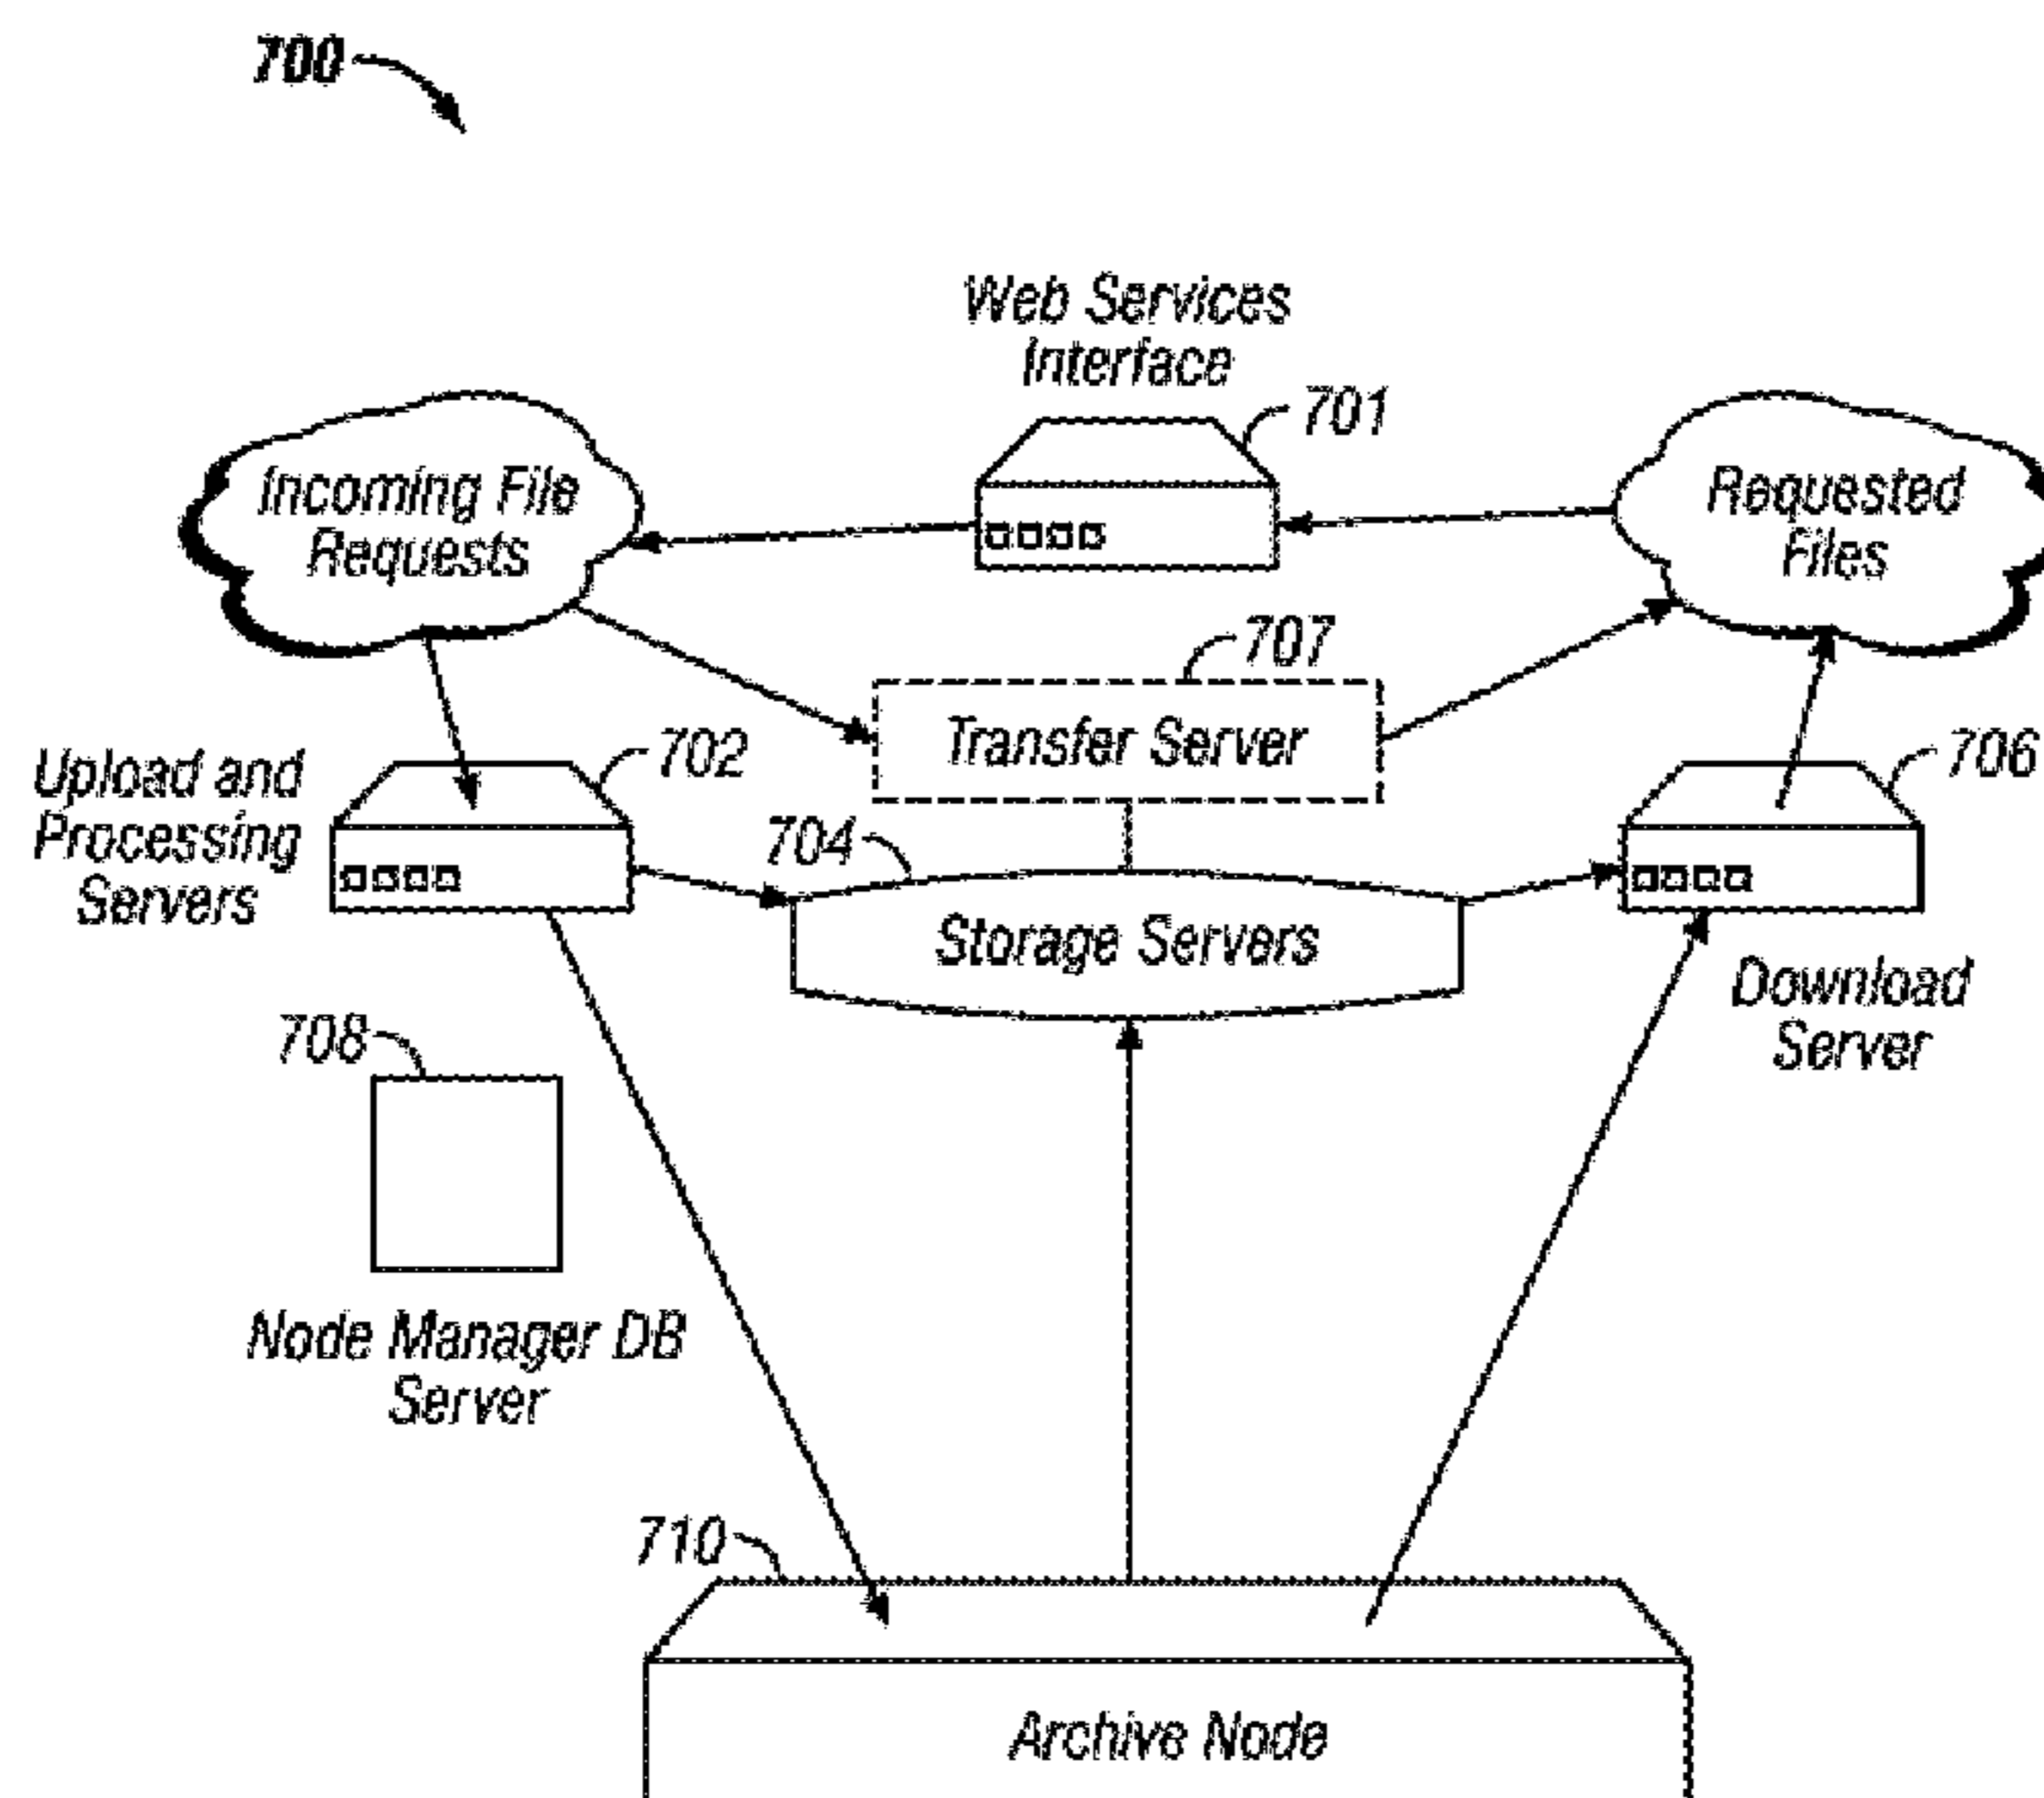 700
Web Services
Interface
701
Incoming File
Requests
Requested
Files
707
Transfer Server
Upload and
Processing
Servers
702
706
704
Storage Servers
Download
Server
708
Node Manager DB
Server
710
Archive Node